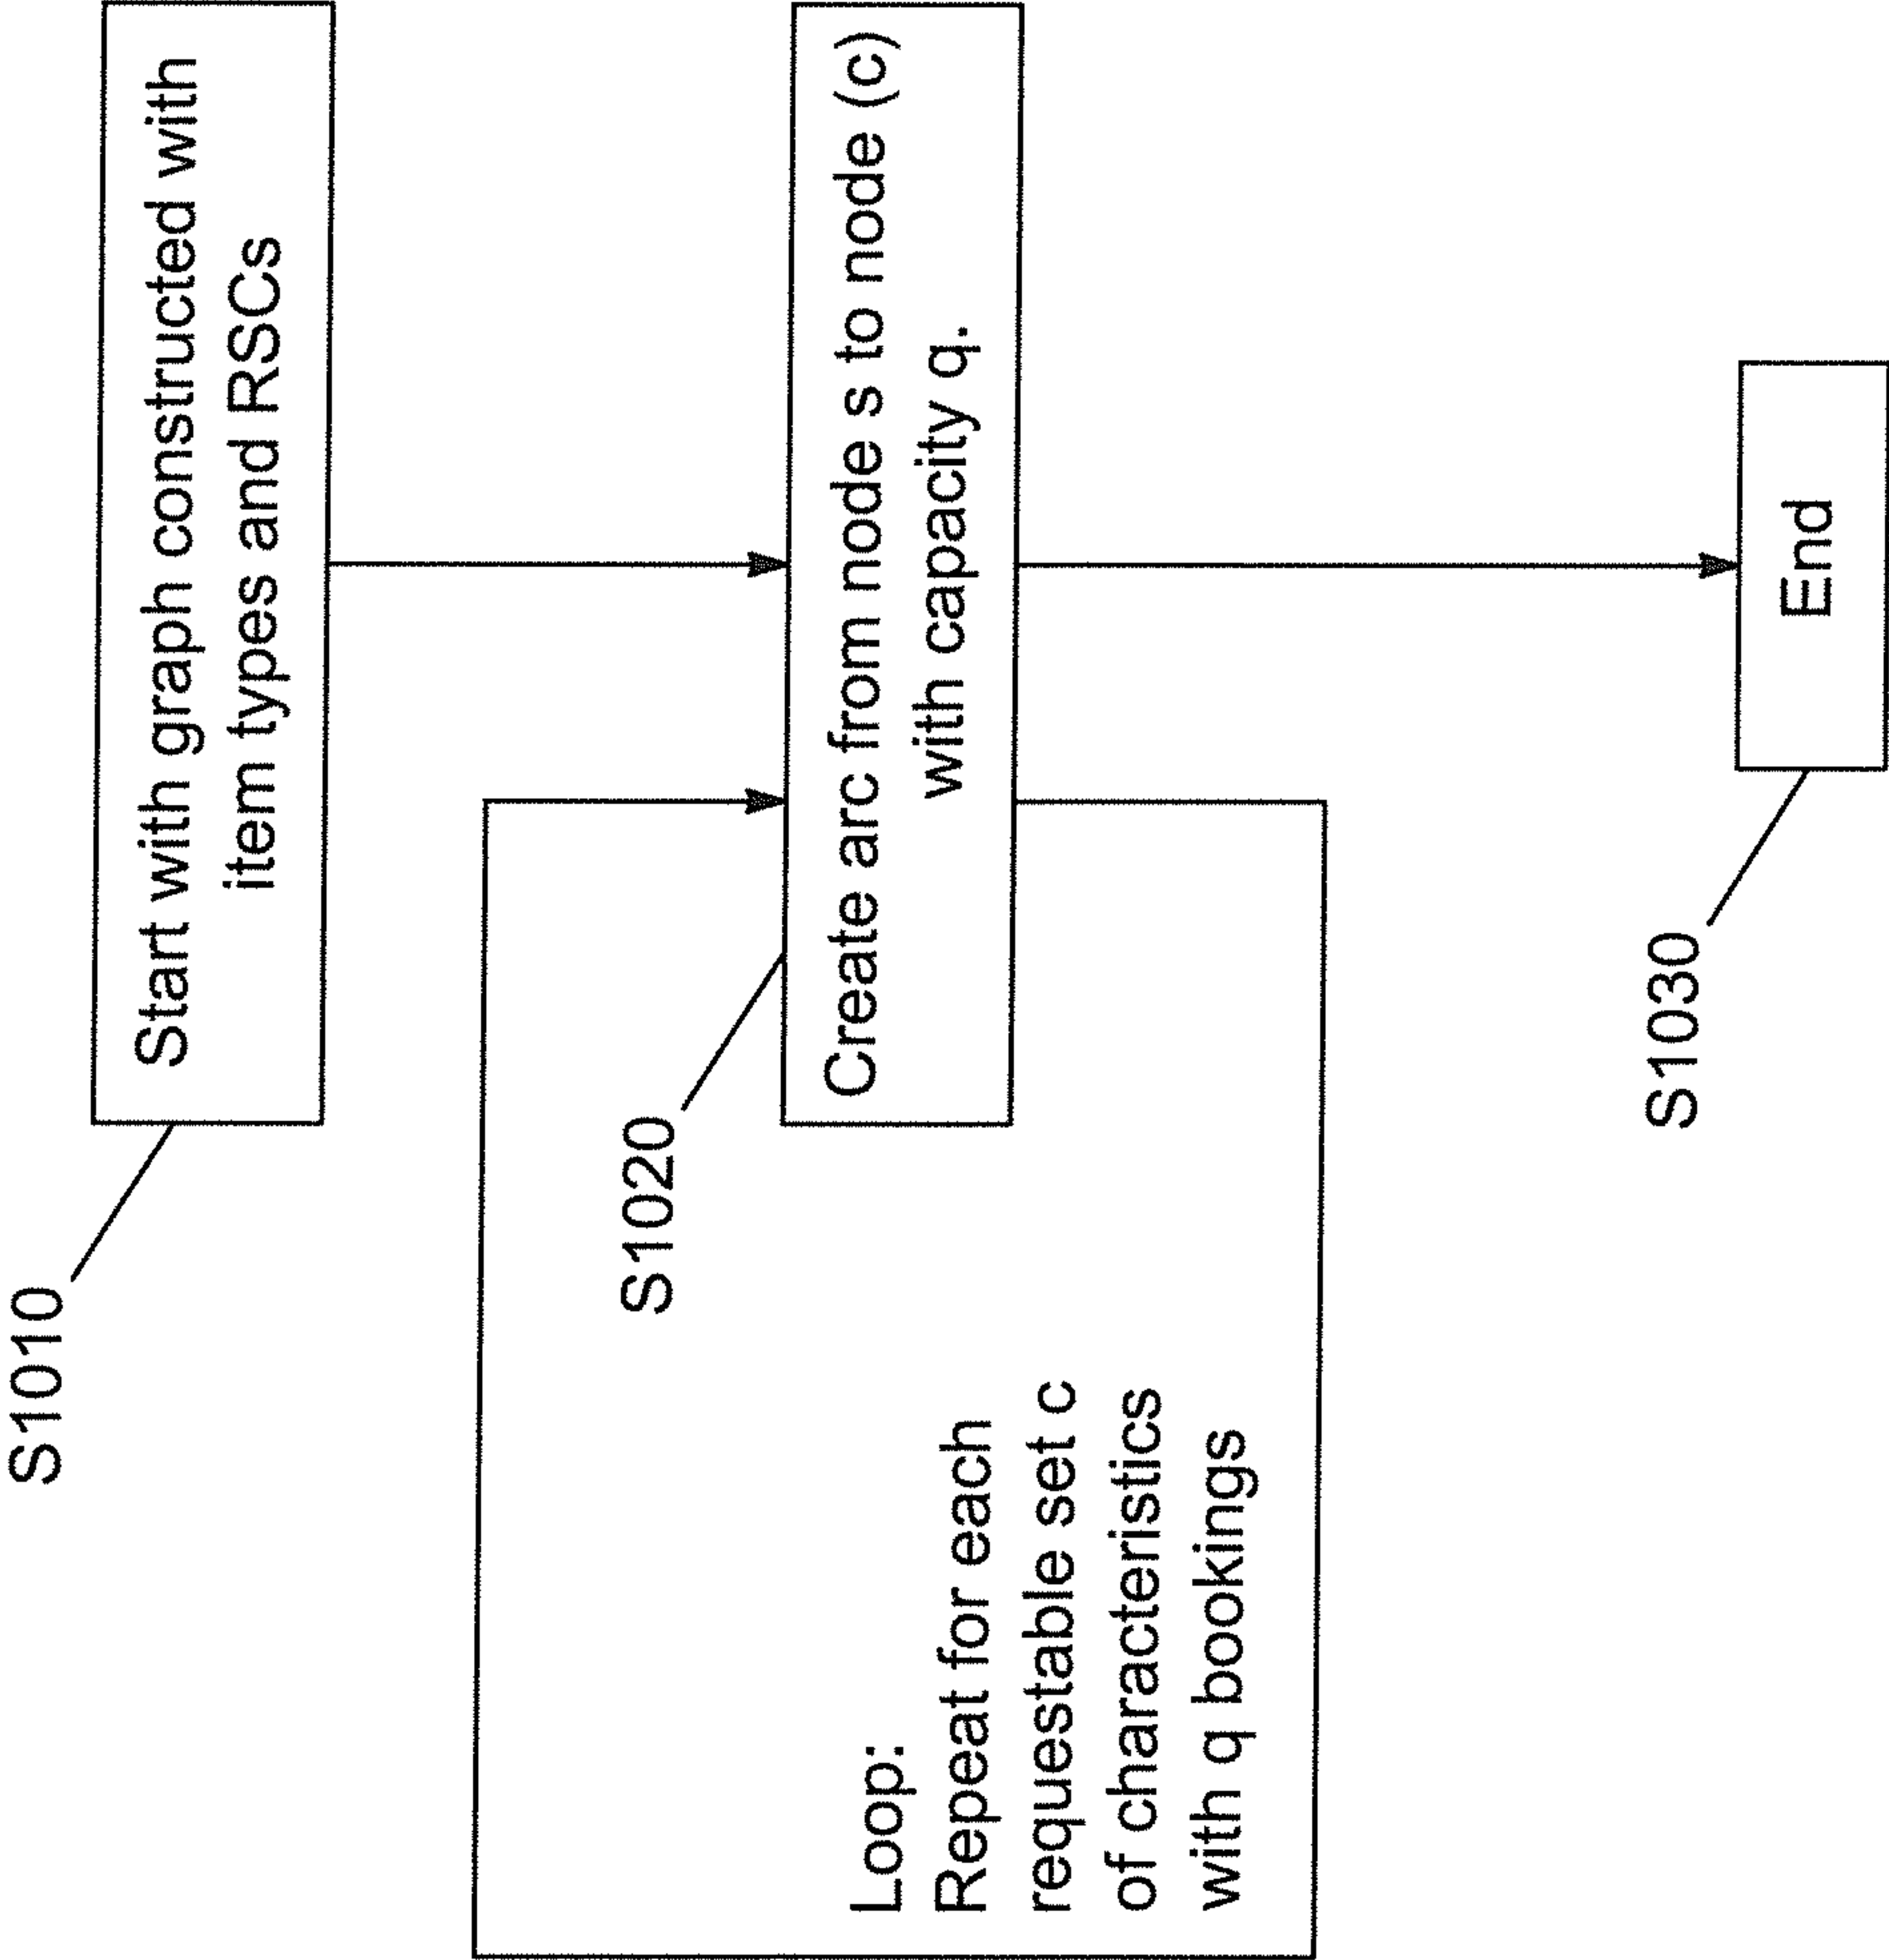 S1010
Start with graph constructed with
item types and RSCs
S1020
Create arc from node s to node (c)
with capacity q.
Loop:
Repeat for each
requestable set c
of characteristics
with q bookings
S1030
End